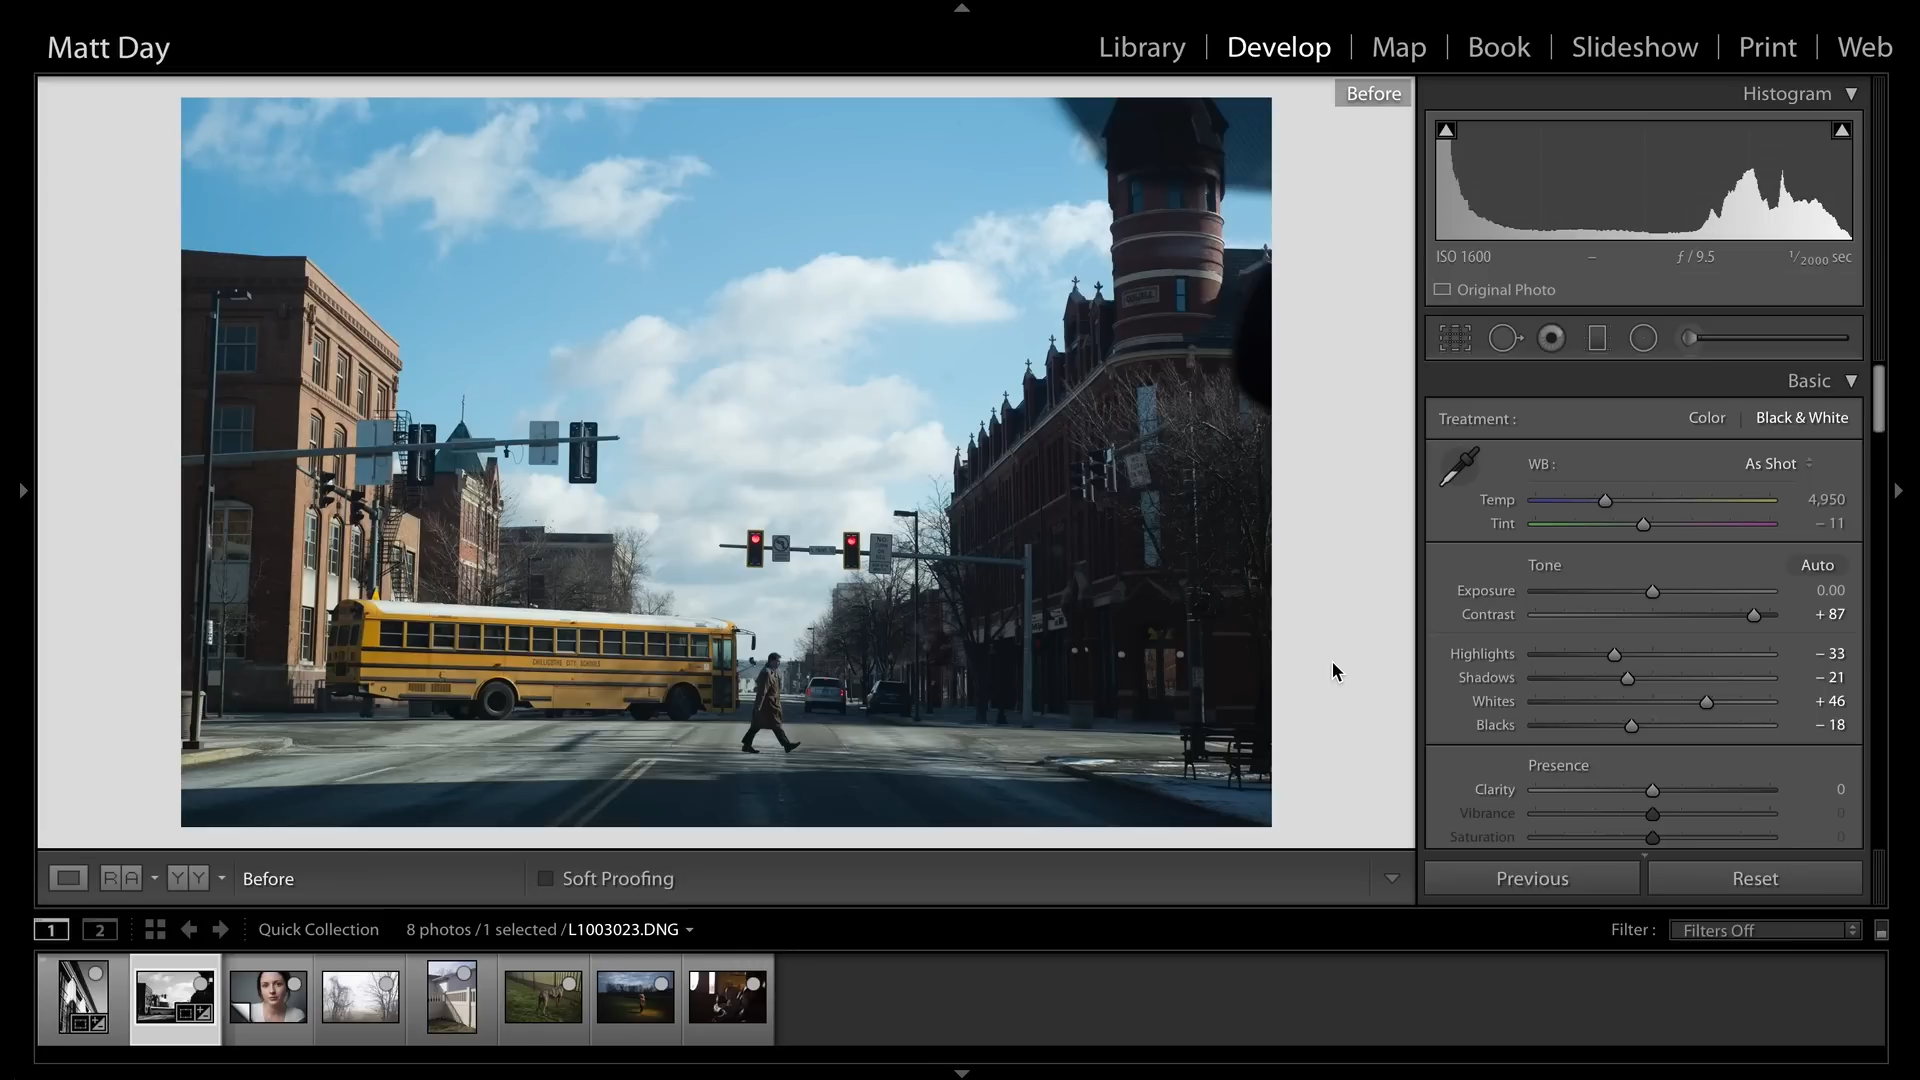 Matt Day
Library | Develop | Map | Book | Slideshow | Print | Web
Before
Histogram
ISO 1600 – ƒ / 9.5 1/2000 sec
Original Photo
Basic
Treatment : Color | Black & White
WB : As Shot
Temp 4,950
Tint – 11
Tone Auto
Exposure 0.00
Contrast + 87
Highlights – 33
Shadows – 21
Whites + 46
Blacks – 18
Presence
Clarity 0
Vibrance 0
Saturation 0
CHILLICOTHE CITY SCHOOLS
R A Y Y Before Soft Proofing
Previous Reset
1 2 Quick Collection 8 photos / 1 selected / L1003023.DNG Filter : Filters Off